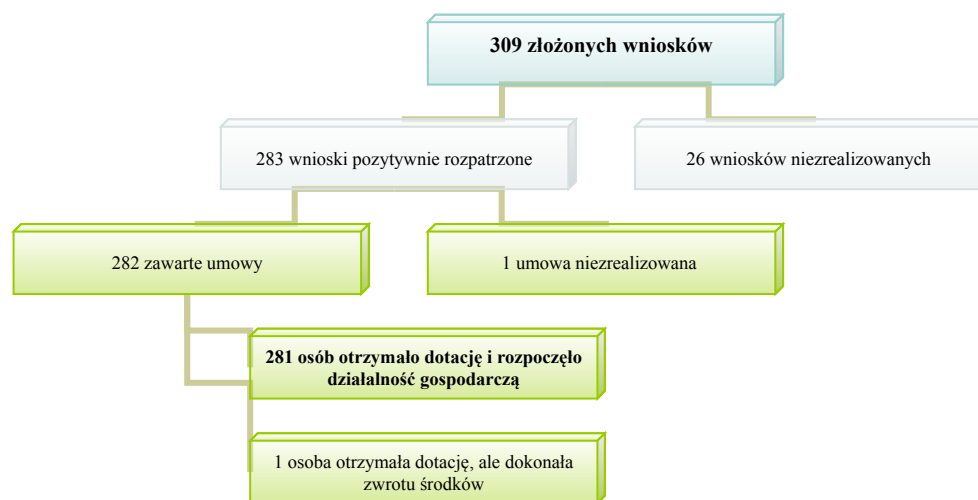 309 złożonych wniosków
283 wnioski pozytywnie rozpatrzone
26 wniosków niezrealizowanych
282 zawarte umowy
1 umowa niezrealizowana
281 osób otrzymało dotację i rozpoczęło
działalność gospodarczą
1 osoba otrzymała dotację, ale dokonała
zwrotu środków